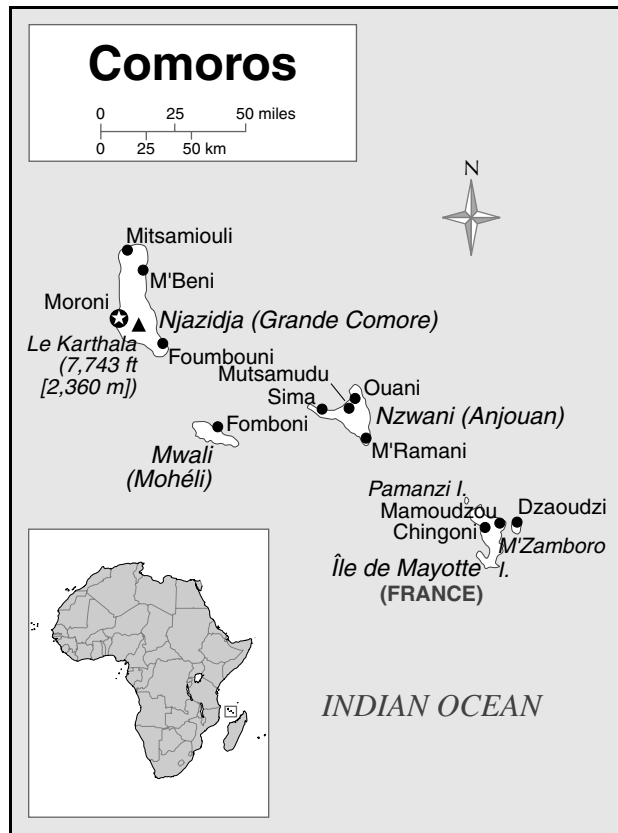 Comoros
0 25 50 miles
0 25 50 km
N
Mitsamiouli
M'Beni
Moroni
Njazidja (Grande Comore)
Le Karthala
(7,743 ft
[2,360 m])
Foumbouni
Mutsamudu
Ouani
Sima
Nzwani (Anjouan)
Fomboni
M'Ramani
Mwali
(Mohéli)
Pamanzi I.
Mamoudzou
Dzaoudzi
Chingoni
M'Zamboro
I.
Île de Mayotte
(FRANCE)
INDIAN OCEAN